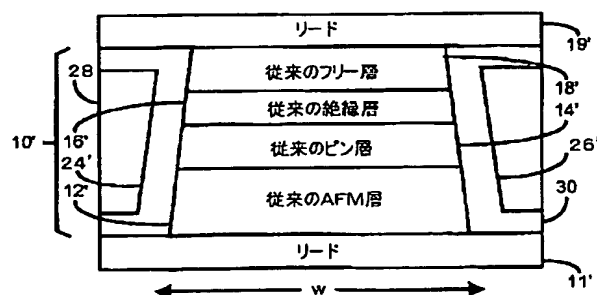 リード
19'
28
従来のフリー層
18'
従来の絶縁層
14'
10'
16'
従来のピン層
24'
26'
12'
従来のAFM層
30
リード
11'
W